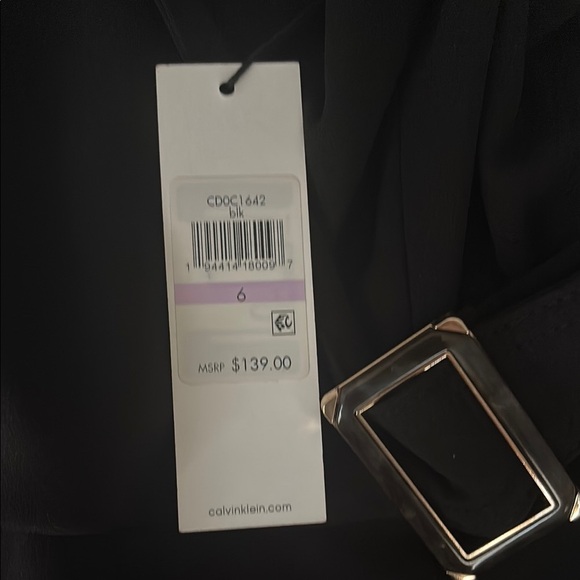 CD0C1642
blk
1 94414 18009 7
6
MSRP $139.00
calvinklein.com